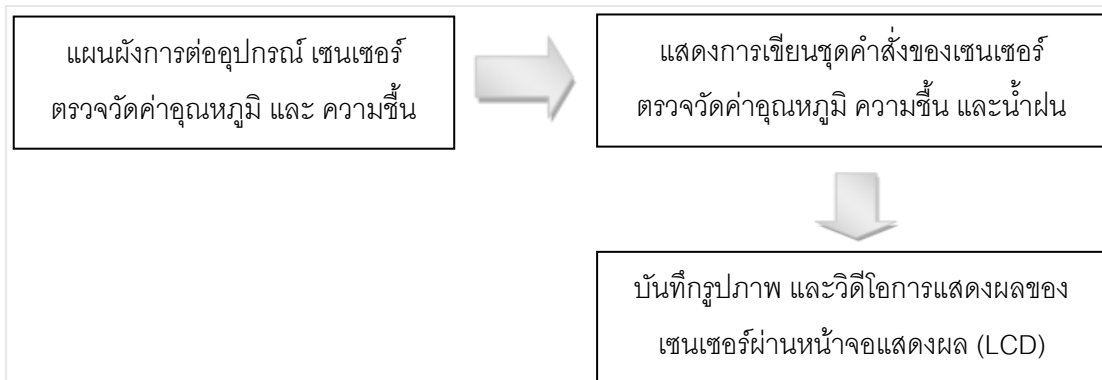 แผนผังการต่ออุปกรณ์ เซนเซอร์
ตรวจวัดค่าอุณหภูมิ และ ความชื้น
แสดงการเขียนชุดคำสั่งของเซนเซอร์
ตรวจวัดค่าอุณหภูมิ ความชื้น และน้ำฝน
บันทึกรูปภาพ และวิดีโอการแสดงผลของ
เซนเซอร์ผ่านหน้าจอแสดงผล (LCD)